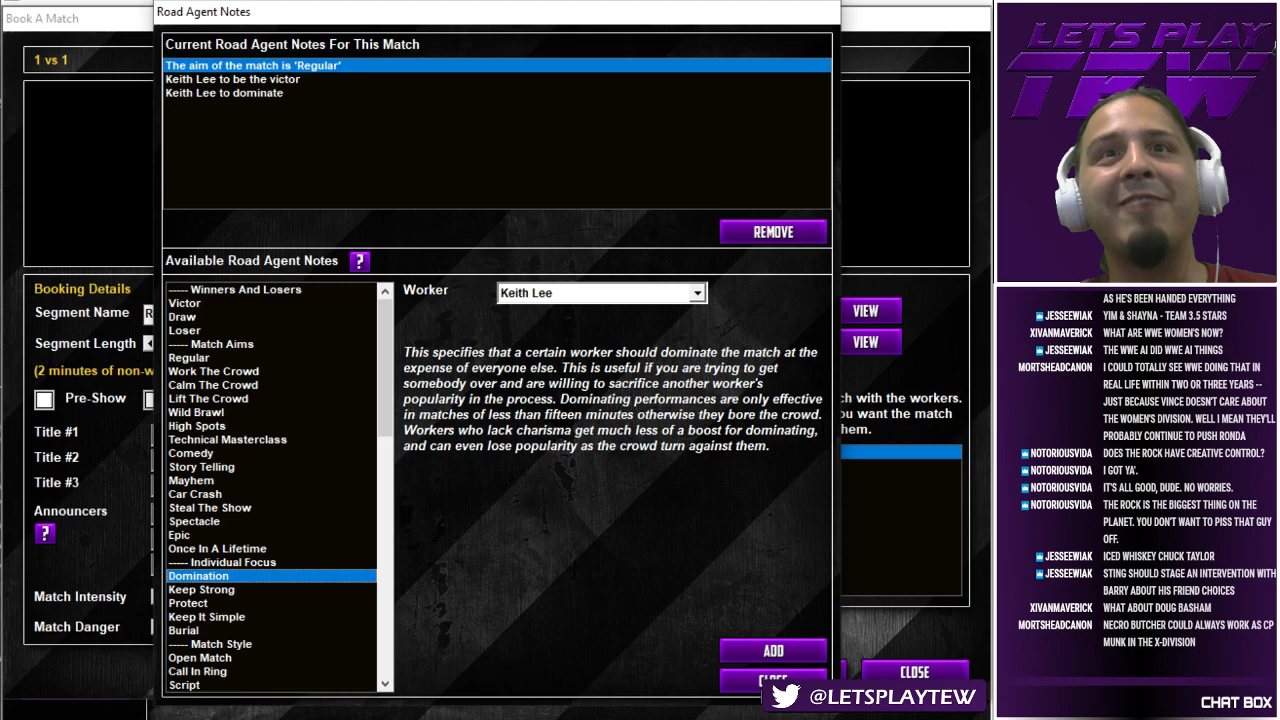 Book A Match
Road Agent Notes
1 vs 1
Current Road Agent Notes For This Match
The aim of the match is 'Regular'
Keith Lee to be the victor
Keith Lee to dominate
REMOVE
Available Road Agent Notes ?
----- Winners And Losers
Victor
Draw
Loser
----- Match Aims
Regular
Work The Crowd
Calm The Crowd
Lift The Crowd
Wild Brawl
High Spots
Technical Masterclass
Comedy
Story Telling
Mayhem
Car Crash
Steal The Show
Spectacle
Epic
Once In A Lifetime
----- Individual Focus
Domination
Keep Strong
Protect
Keep It Simple
Burial
----- Match Style
Open Match
Call In Ring
Script
Worker
Keith Lee
This specifies that a certain worker should dominate the match at the
expense of everyone else. This is useful if you are trying to get
somebody over and are willing to sacrifice another worker's
popularity in the process. Dominating performances are only effective
in matches of less than fifteen minutes otherwise they bore the crowd.
Workers who lack charisma get much less of a boost for dominating,
and can even lose popularity as the crowd turn against them.
ADD
CLOSE
Booking Details
Segment Name R
Segment Length
(2 minutes of non-w
Pre-Show
Title #1
Title #2
Title #3
Announcers
?
Match Intensity
Match Danger
VIEW
VIEW
ch with the workers.
ou want the match
hem.
CLOSE
@LETSPLAYTEW
LETS PLAY
TEW
AS HE'S BEEN HANDED EVERYTHING
JESSEEWIAK YIM & SHAYNA - TEAM 3.5 STARS
XIVANMAVERICK WHAT ARE WWE WOMEN'S NOW?
JESSEEWIAK THE WWE AI DID WWE AI THINGS
MORTSHEADCANON I COULD TOTALLY SEE WWE DOING THAT IN
REAL LIFE WITHIN TWO OR THREE YEARS --
JUST BECAUSE VINCE DOESN'T CARE ABOUT
THE WOMEN'S DIVISION. WELL I MEAN THEY'LL
PROBABLY CONTINUE TO PUSH RONDA
NOTORIOUSVIDA DOES THE ROCK HAVE CREATIVE CONTROL?
NOTORIOUSVIDA I GOT YA'.
NOTORIOUSVIDA IT'S ALL GOOD, DUDE. NO WORRIES.
NOTORIOUSVIDA THE ROCK IS THE BIGGEST THING ON THE
PLANET. YOU DON'T WANT TO PISS THAT GUY
OFF.
JESSEEWIAK ICED WHISKEY CHUCK TAYLOR
JESSEEWIAK STING SHOULD STAGE AN INTERVENTION WITH
BARRY ABOUT HIS FRIEND CHOICES
XIVANMAVERICK WHAT ABOUT DOUG BASHAM
MORTSHEADCANON NECRO BUTCHER COULD ALWAYS WORK AS CP
MUNK IN THE X-DIVISION
CHAT BOX